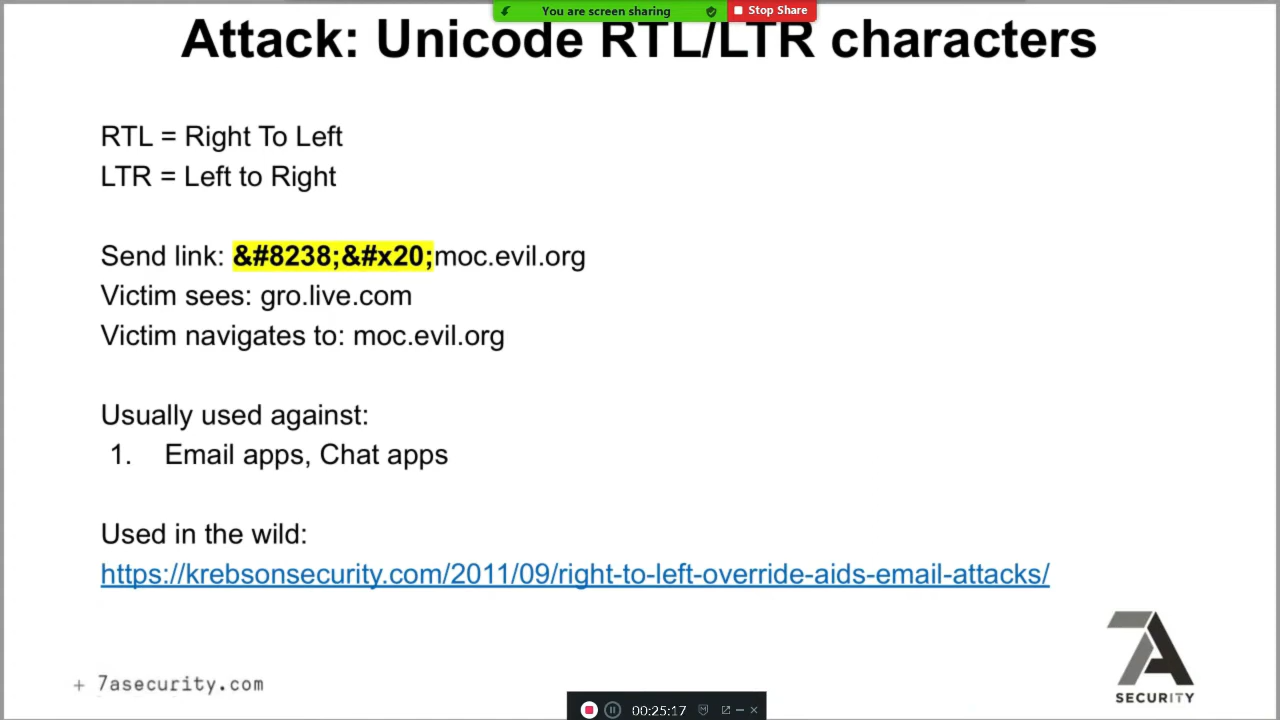 You are screen sharing
Stop Share
Attack: Unicode RTL/LTR characters
RTL = Right To Left
LTR = Left to Right
Send link: &#8238;&#x20;moc.evil.org
Victim sees: gro.live.com
Victim navigates to: moc.evil.org
Usually used against:
1. Email apps, Chat apps
Used in the wild:
https://krebsonsecurity.com/2011/09/right-to-left-override-aids-email-attacks/
+ 7asecurity.com
7A
SECURITY
00:25:17